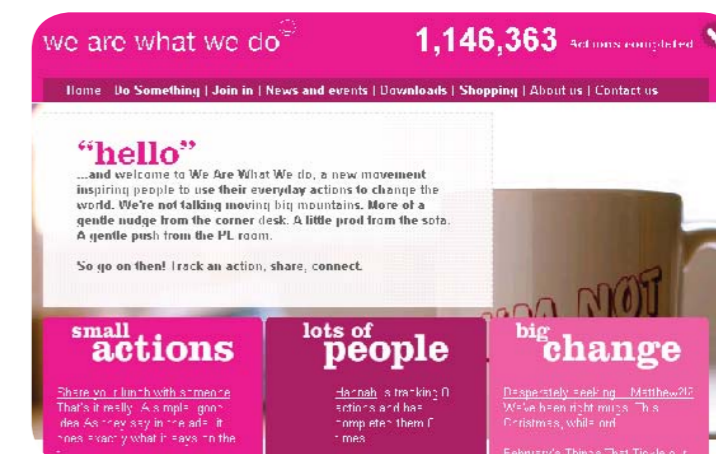 we are what we do
1,146,363 Actions completed
Home Do Something | Join in | News and events | Downloads | Shopping | About us | Contact us
“hello”
...and welcome to We Are What We do, a new movement
inspiring people to use their everyday actions to change the
world. We're not talking moving big mountains. More of a
gentle nudge from the corner desk. A little prod from the sofa.
A gentle push from the PE room.
So go on then! Track an action, share, connect.
I'M NOT
small
actions
Share your lunch with someone
That's it really. A simple, good
idea. As they say in the ads, it
does exactly what it says on the
lots of
people
Hannah is tracking 0
actions and has
completed them 0
times
big
change
Desperately seeking... Matthew
We've been right mugs. This
Christmas, while
February's Things That Tickle our